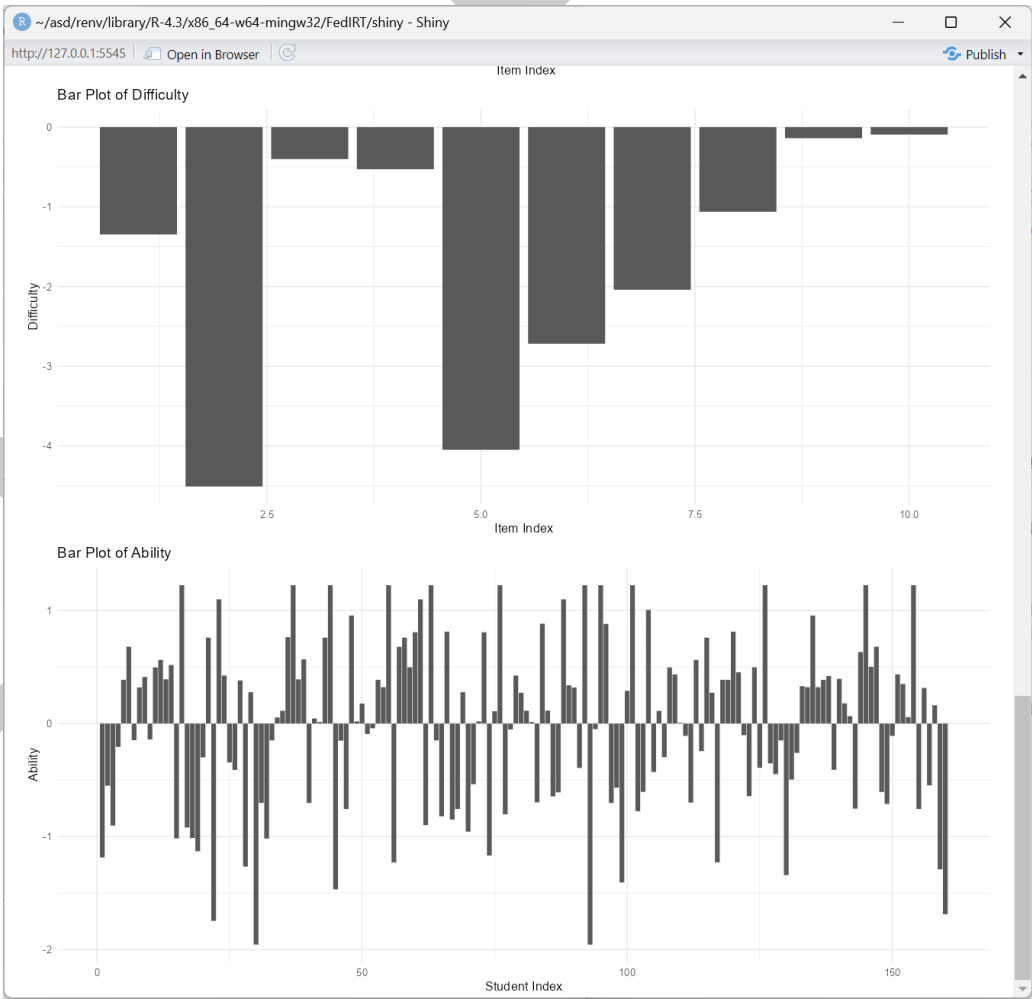 R ~/asd/renv/library/R-4.3/x86_64-w64-mingw32/FedIRT/shiny - Shiny
http://127.0.0.1:5545 Open in Browser Publish
Item Index
Bar Plot of Difficulty
0
-1
-2
-3
-4
Difficulty
2.5 5.0 7.5 10.0
Item Index
Bar Plot of Ability
1
0
-1
-2
Ability
0 50 100 150
Student Index